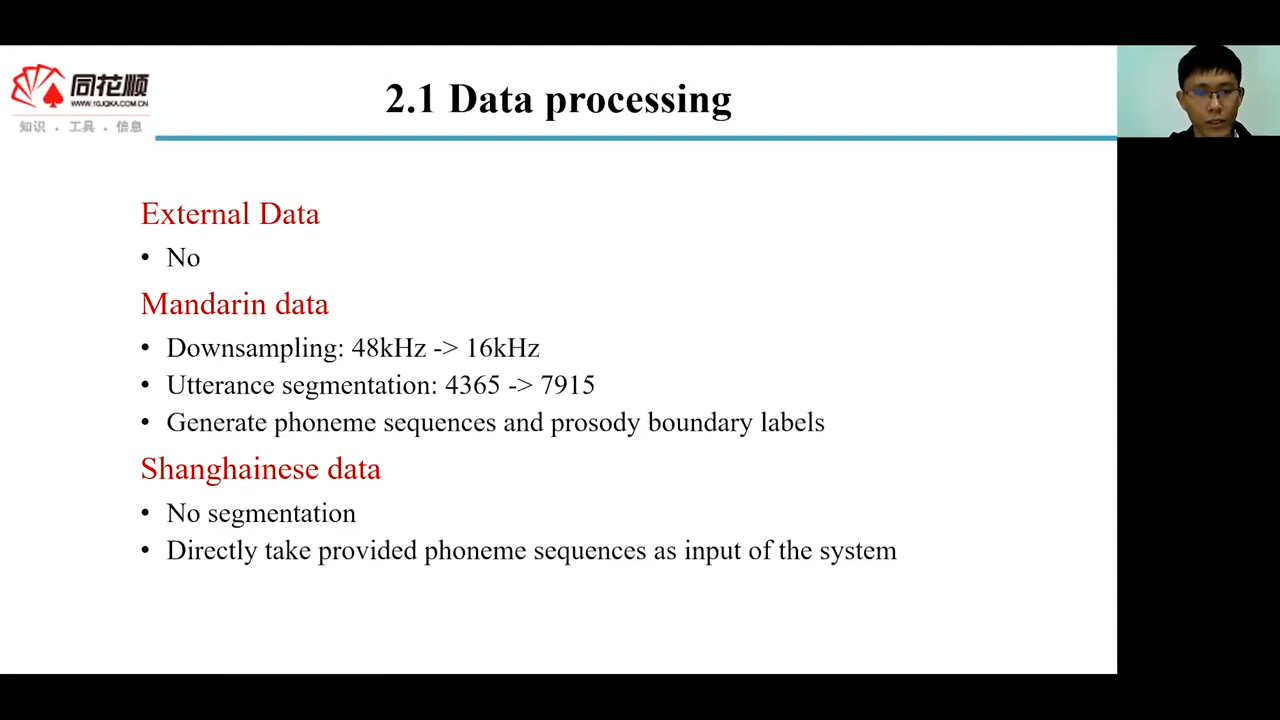 同花顺
WWW.10JQKA.COM.CN
知识 . 工具 . 信息
2.1 Data processing
External Data
• No
Mandarin data
• Downsampling: 48kHz -> 16kHz
• Utterance segmentation: 4365 -> 7915
• Generate phoneme sequences and prosody boundary labels
Shanghainese data
• No segmentation
• Directly take provided phoneme sequences as input of the system